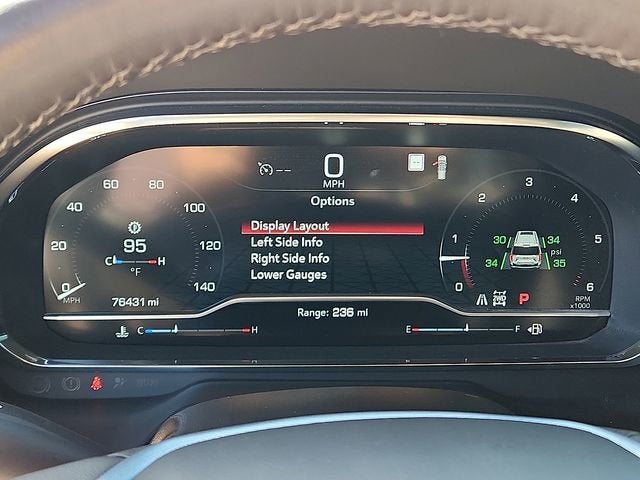 0
MPH
Options
Display Layout
Left Side Info
Right Side Info
Lower Gauges
Range: 236 mi
0
20
40
60
80
100
120
140
MPH
95
C H
°F
76431 mi
0
1
2
3
4
5
6
RPM
x1000
30 34
psi
34 35
2WD
P
C H
E F